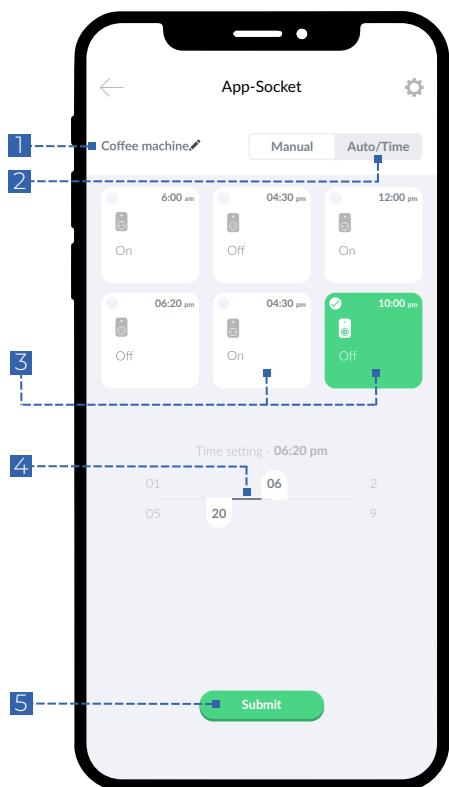 App-Socket
1
Coffee machine
Manual
Auto/Time
2
6:00 am
04:30 pm
12:00 pm
On
Off
On
06:20 pm
04:30 pm
10:00 pm
Off
On
Off
3
Time setting - 06:20 pm
4
01
06
2
05
20
9
5
Submit